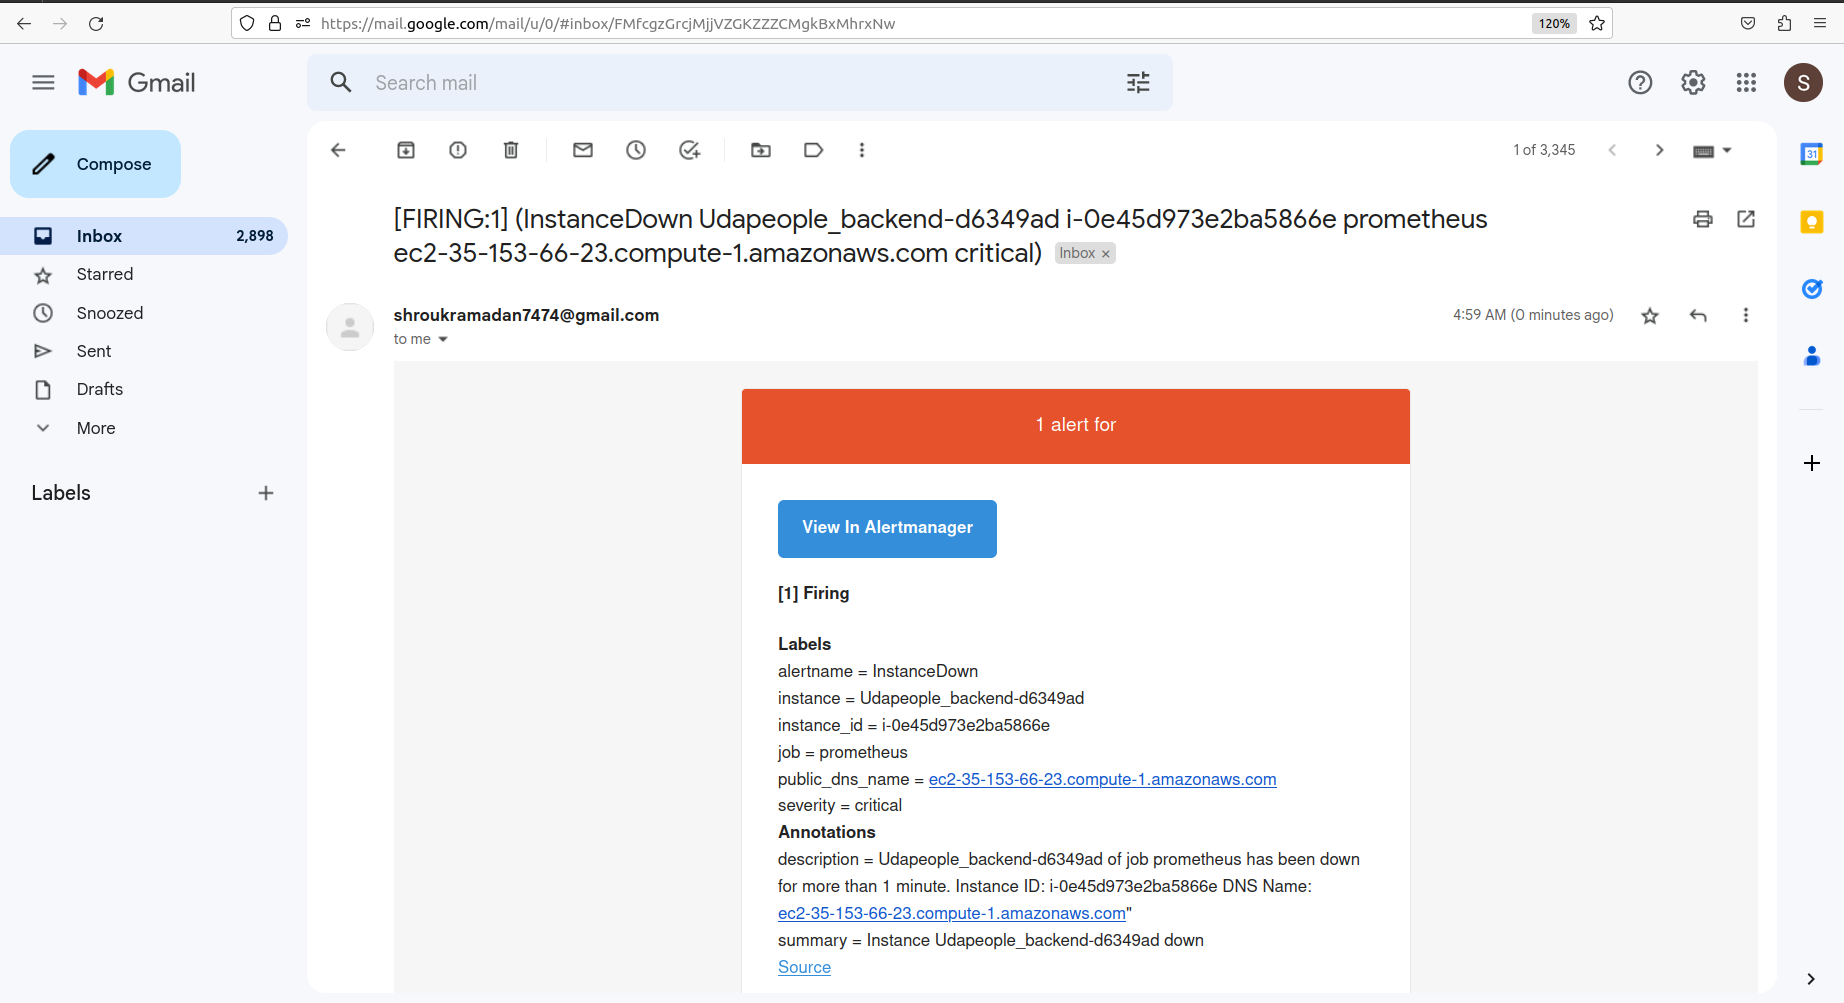 https://mail.google.com/mail/u/0/#inbox/FMfcgzGrcjMjjVZGKZZZCMgkBxMhrxNw
120%
Gmail
Search mail
S
Compose
Inbox
2,898
Starred
Snoozed
Sent
Drafts
More
Labels
1 of 3,345
31
[FIRING:1] (InstanceDown Udapeople_backend-d6349ad i-0e45d973e2ba5866e prometheus
ec2-35-153-66-23.compute-1.amazonaws.com critical)
Inbox ×
shroukramadan7474@gmail.com
4:59 AM (0 minutes ago)
to me
1 alert for
View In Alertmanager
[1] Firing
Labels
alertname = InstanceDown
instance = Udapeople_backend-d6349ad
instance_id = i-0e45d973e2ba5866e
job = prometheus
public_dns_name = ec2-35-153-66-23.compute-1.amazonaws.com
severity = critical
Annotations
description = Udapeople_backend-d6349ad of job prometheus has been down
for more than 1 minute. Instance ID: i-0e45d973e2ba5866e DNS Name:
ec2-35-153-66-23.compute-1.amazonaws.com"
summary = Instance Udapeople_backend-d6349ad down
Source